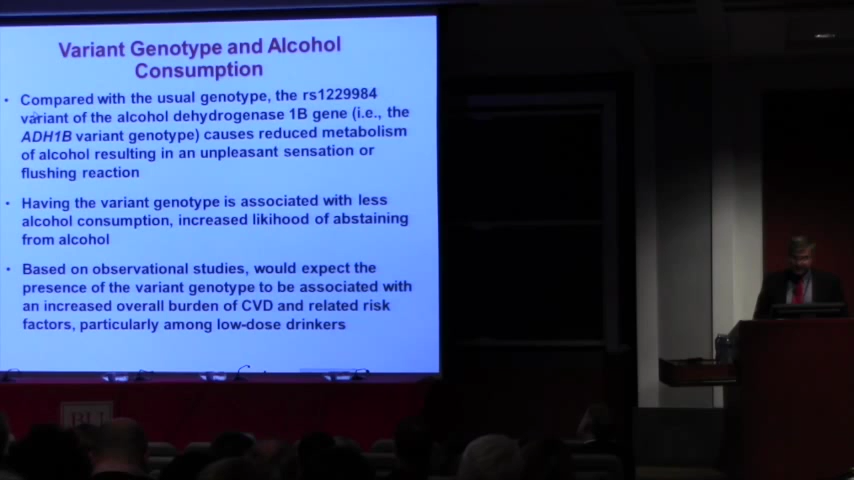 Variant Genotype and Alcohol
Consumption
• Compared with the usual genotype, the rs1229984
variant of the alcohol dehydrogenase 1B gene (i.e., the
ADH1B variant genotype) causes reduced metabolism
of alcohol resulting in an unpleasant sensation or
flushing reaction
• Having the variant genotype is associated with less
alcohol consumption, increased likihood of abstaining
from alcohol
• Based on observational studies, would expect the
presence of the variant genotype to be associated with
an increased overall burden of CVD and related risk
factors, particularly among low-dose drinkers
BU